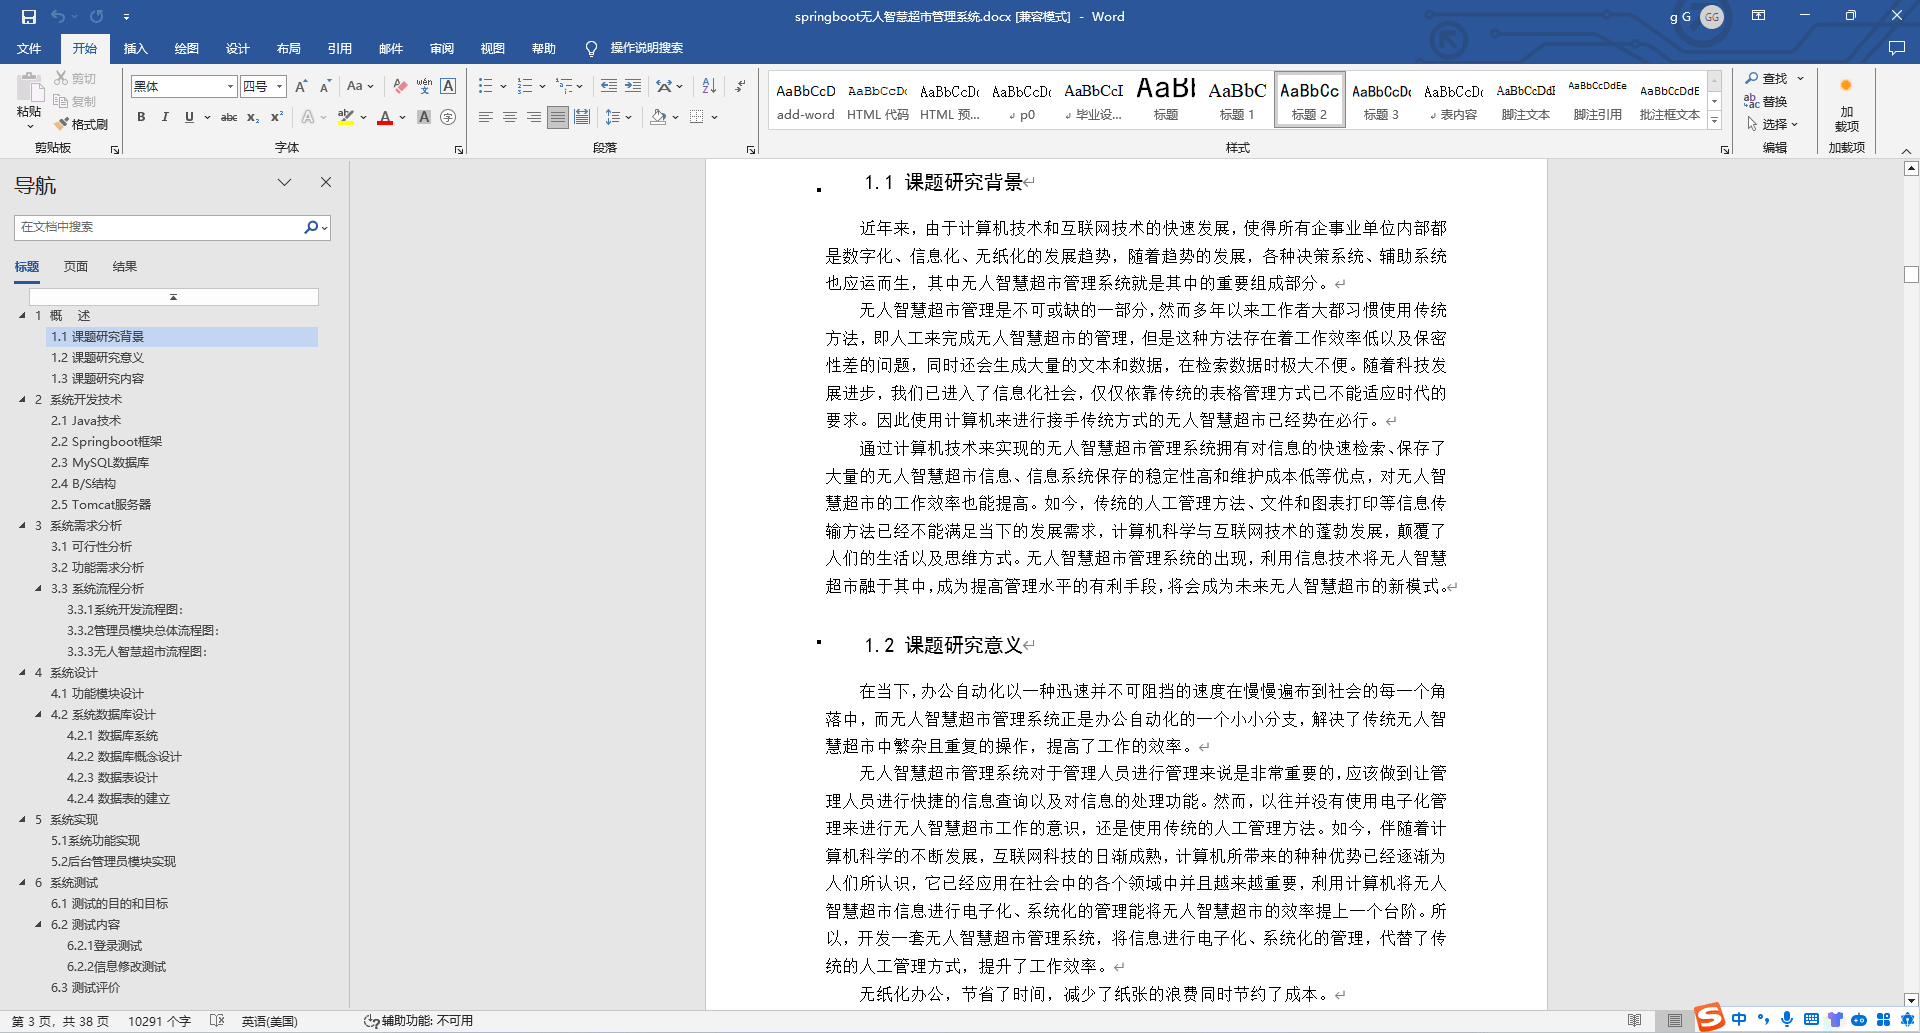 springboot无人智慧超市管理系统.docx [兼容模式] - Word
g G
GG
文件 开始 插入 绘图 设计 布局 引用 邮件 审阅 视图 帮助 操作说明搜索
粘贴
剪切
复制
格式刷
剪贴板
黑体 四号
Aa
wén
B I U abc X₂ X²
字体
段落
AaBbCcD add-word
AaBbCcDc HTML 代码
AaBbCcDc HTML 预...
AaBbCcDc p0
AaBbCcI 毕业设...
AaBl 标题
AaBbC 标题 1
AaBbCc 标题 2
AaBbCcDc 标题 3
AaBbCcDc 表内容
AaBbCcDdI 脚注文本
AaBbCcDdEe 脚注引用
AaBbCcDdE 批注框文本
样式
查找
替换
选择
编辑
加
载项
加载项
导航
在文档中搜索
标题 页面 结果
1 概 述
1.1 课题研究背景
1.2 课题研究意义
1.3 课题研究内容
2 系统开发技术
2.1 Java技术
2.2 Springboot框架
2.3 MySQL数据库
2.4 B/S结构
2.5 Tomcat服务器
3 系统需求分析
3.1 可行性分析
3.2 功能需求分析
3.3 系统流程分析
3.3.1系统开发流程图:
3.3.2管理员模块总体流程图:
3.3.3无人智慧超市流程图:
4 系统设计
4.1 功能模块设计
4.2 系统数据库设计
4.2.1 数据库系统
4.2.2 数据库概念设计
4.2.3 数据表设计
4.2.4 数据表的建立
5 系统实现
5.1系统功能实现
5.2后台管理员模块实现
6 系统测试
6.1 测试的目的和目标
6.2 测试内容
6.2.1登录测试
6.2.2信息修改测试
6.3 测试评价
1.1 课题研究背景
近年来，由于计算机技术和互联网技术的快速发展，使得所有企事业单位内部都
是数字化、信息化、无纸化的发展趋势，随着趋势的发展，各种决策系统、辅助系统
也应运而生，其中无人智慧超市管理系统就是其中的重要组成部分。
无人智慧超市管理是不可或缺的一部分，然而多年以来工作者大都习惯使用传统
方法，即人工来完成无人智慧超市的管理，但是这种方法存在着工作效率低以及保密
性差的问题，同时还会生成大量的文本和数据，在检索数据时极大不便。随着科技发
展进步，我们已进入了信息化社会，仅仅依靠传统的表格管理方式已不能适应时代的
要求。因此使用计算机来进行接手传统方式的无人智慧超市已经势在必行。
通过计算机技术来实现的无人智慧超市管理系统拥有对信息的快速检索、保存了
大量的无人智慧超市信息、信息系统保存的稳定性高和维护成本低等优点，对无人智
慧超市的工作效率也能提高。如今，传统的人工管理方法、文件和图表打印等信息传
输方法已经不能满足当下的发展需求，计算机科学与互联网技术的蓬勃发展，颠覆了
人们的生活以及思维方式。无人智慧超市管理系统的出现，利用信息技术将无人智慧
超市融于其中，成为提高管理水平的有利手段，将会成为未来无人智慧超市的新模式。
1.2 课题研究意义
在当下，办公自动化以一种迅速并不可阻挡的速度在慢慢遍布到社会的每一个角
落中，而无人智慧超市管理系统正是办公自动化的一个小小分支，解决了传统无人智
慧超市中繁杂且重复的操作，提高了工作的效率。
无人智慧超市管理系统对于管理人员进行管理来说是非常重要的，应该做到让管
理人员进行快捷的信息查询以及对信息的处理功能。然而，以往并没有使用电子化管
理来进行无人智慧超市工作的意识，还是使用传统的人工管理方法。如今，伴随着计
算机科学的不断发展，互联网科技的日渐成熟，计算机所带来的种种优势已经逐渐为
人们所认识，它已经应用在社会中的各个领域中并且越来越重要，利用计算机将无人
智慧超市信息进行电子化、系统化的管理能将无人智慧超市的效率提上一个台阶。所
以，开发一套无人智慧超市管理系统，将信息进行电子化、系统化的管理，代替了传
统的人工管理方式，提升了工作效率。
无纸化办公，节省了时间，减少了纸张的浪费同时节约了成本。
第 3 页，共 38 页 10291 个字 英语(美国) 辅助功能: 不可用
中